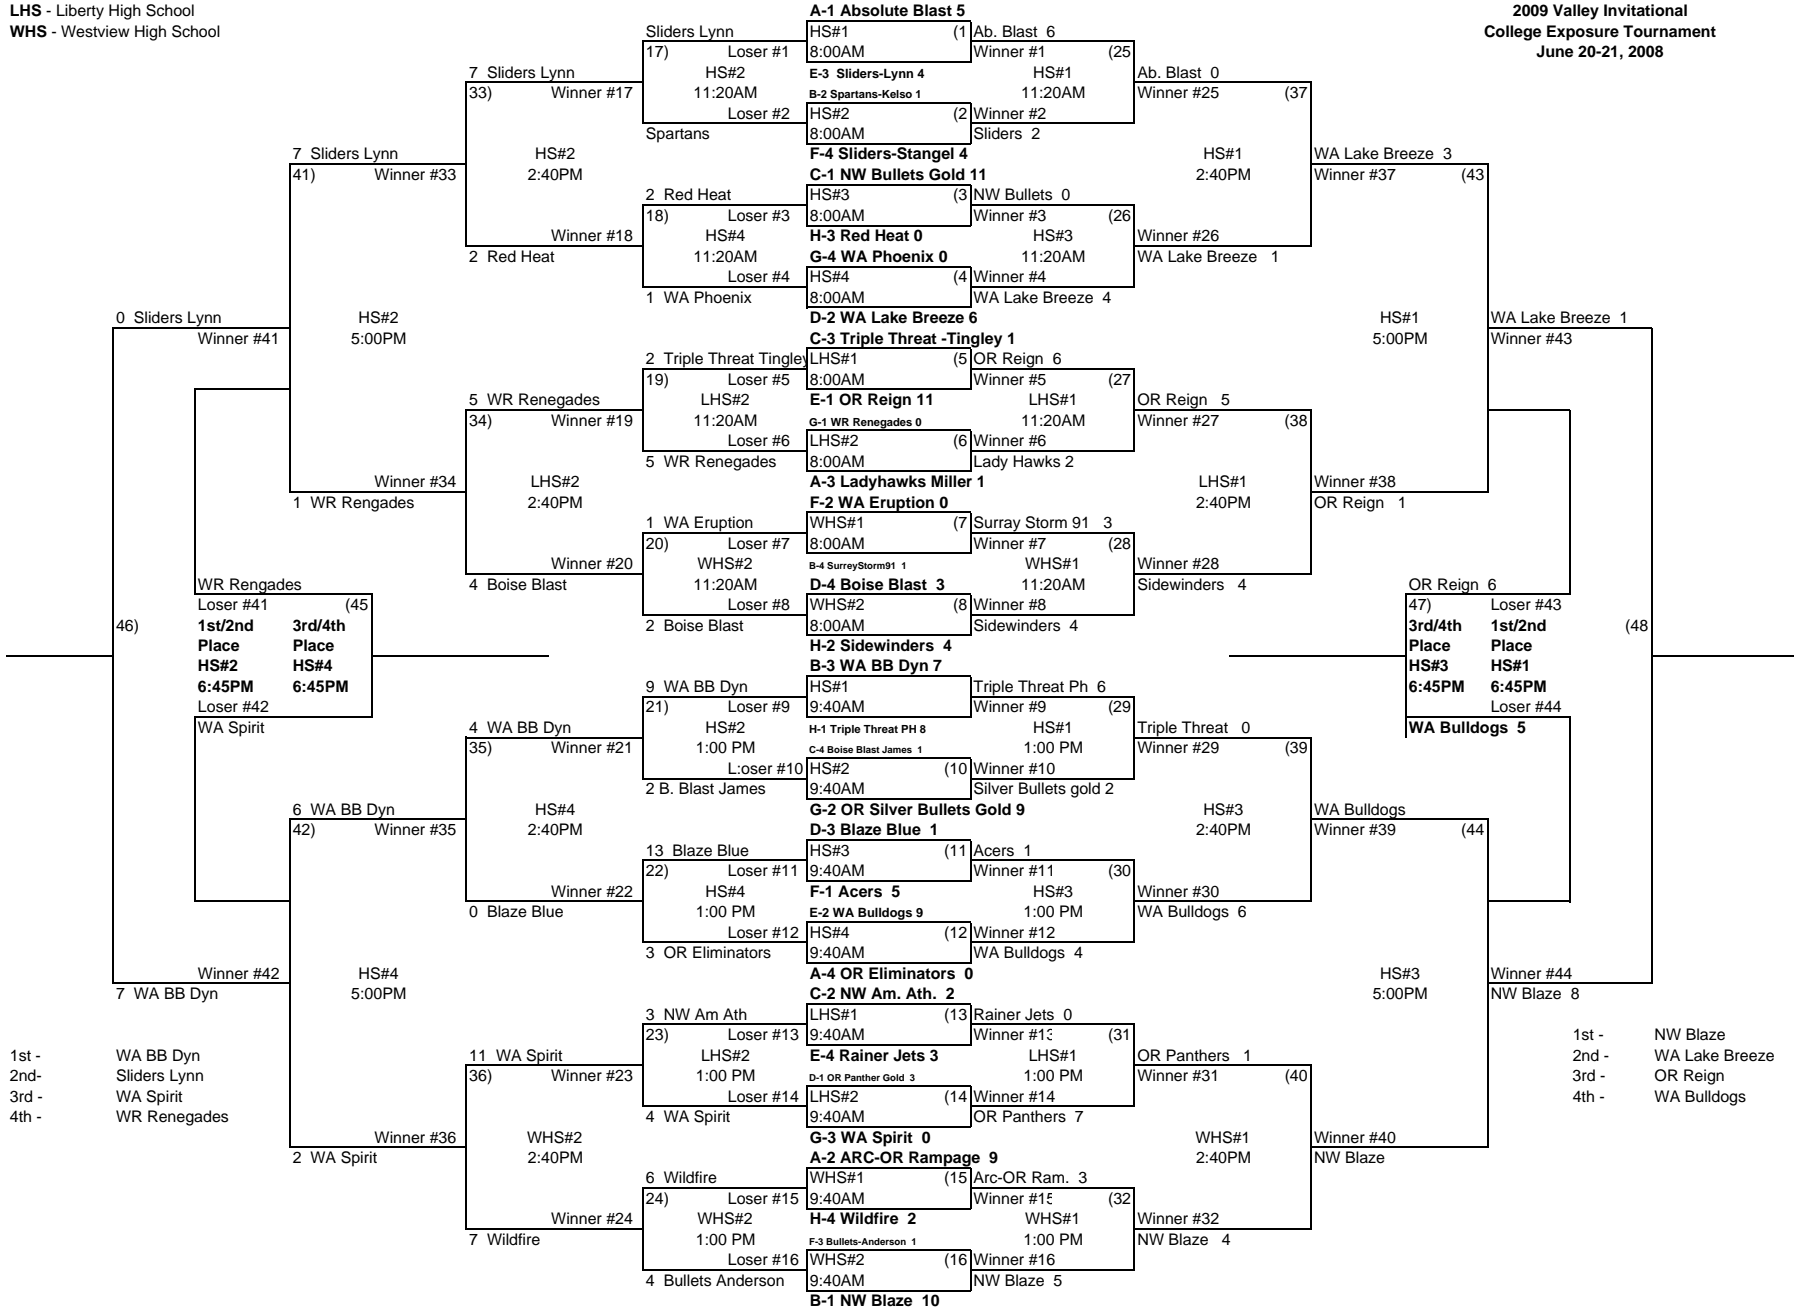 LHS - Liberty High School
WHS - Westview High School
2009 Valley Invitational
College Exposure Tournament
June 20-21, 2008
A-1 Absolute Blast 5
Sliders Lynn
HS#1 (1 Ab. Blast 6
17) Loser #1 8:00AM Winner #1 (25
7 Sliders Lynn HS#2 E-3 Sliders-Lynn 4 HS#1 Ab. Blast 0
33) Winner #17 11:20AM B-2 Spartans-Kelso 1 11:20AM Winner #25 (37
Loser #2 HS#2 (2 Winner #2
Spartans 8:00AM Sliders 2
7 Sliders Lynn HS#2 F-4 Sliders-Stangel 4 HS#1 WA Lake Breeze 3
41) Winner #33 2:40PM C-1 NW Bullets Gold 11 2:40PM Winner #37 (43
2 Red Heat HS#3 (3 NW Bullets 0
18) Loser #3 8:00AM Winner #3 (26
Winner #18 HS#4 H-3 Red Heat 0 HS#3 Winner #26
2 Red Heat 11:20AM G-4 WA Phoenix 0 11:20AM WA Lake Breeze 1
Loser #4 HS#4 (4 Winner #4
1 WA Phoenix 8:00AM WA Lake Breeze 4
0 Sliders Lynn HS#2 D-2 WA Lake Breeze 6 HS#1 WA Lake Breeze 1
Winner #41 5:00PM C-3 Triple Threat -Tingley 1 5:00PM Winner #43
2 Triple Threat Tingley LHS#1 (5 OR Reign 6
19) Loser #5 8:00AM Winner #5 (27
5 WR Renegades LHS#2 E-1 OR Reign 11 LHS#1 OR Reign 5
34) Winner #19 11:20AM G-1 WR Renegades 0 11:20AM Winner #27 (38
Loser #6 LHS#2 (6 Winner #6
5 WR Renegades 8:00AM Lady Hawks 2
Winner #34 LHS#2 A-3 Ladyhawks Miller 1 LHS#1 Winner #38
1 WR Rengades 2:40PM F-2 WA Eruption 0 2:40PM OR Reign 1
1 WA Eruption WHS#1 (7 Surray Storm 91 3
20) Loser #7 8:00AM Winner #7 (28
Winner #20 WHS#2 B-4 SurreyStorm91 1 WHS#1 Winner #28
WR Rengades 4 Boise Blast 11:20AM D-4 Boise Blast 3 11:20AM Sidewinders 4 OR Reign 6
Loser #41 (45 Loser #8 WHS#2 (8 Winner #8 47) Loser #43
46) 1st/2nd 3rd/4th 2 Boise Blast 8:00AM Sidewinders 4 3rd/4th 1st/2nd (48
Place Place H-2 Sidewinders 4 Place Place
HS#2 HS#4 B-3 WA BB Dyn 7 HS#3 HS#1
6:45PM 6:45PM 9 WA BB Dyn HS#1 Triple Threat Ph 6 6:45PM 6:45PM
Loser #42 21) Loser #9 9:40AM Winner #9 (29 Loser #44
WA Spirit 4 WA BB Dyn HS#2 H-1 Triple Threat PH 8 HS#1 Triple Threat 0 WA Bulldogs 5
35) Winner #21 1:00 PM C-4 Boise Blast James 1 1:00 PM Winner #29 (39
L:oser #10 HS#2 (10 Winner #10
2 B. Blast James 9:40AM Silver Bullets gold 2
6 WA BB Dyn HS#4 G-2 OR Silver Bullets Gold 9 HS#3 WA Bulldogs
42) Winner #35 2:40PM D-3 Blaze Blue 1 2:40PM Winner #39 (44
13 Blaze Blue HS#3 (11 Acers 1
22) Loser #11 9:40AM Winner #11 (30
Winner #22 HS#4 F-1 Acers 5 HS#3 Winner #30
0 Blaze Blue 1:00 PM E-2 WA Bulldogs 9 1:00 PM WA Bulldogs 6
Loser #12 HS#4 (12 Winner #12
3 OR Eliminators 9:40AM WA Bulldogs 4
Winner #42 HS#4 A-4 OR Eliminators 0 HS#3 Winner #44
7 WA BB Dyn 5:00PM C-2 NW Am. Ath. 2 5:00PM NW Blaze 8
3 NW Am Ath LHS#1 (13 Rainer Jets 0
23) Loser #13 9:40AM Winner #13 (31 1st - NW Blaze
1st - WA BB Dyn 11 WA Spirit LHS#2 E-4 Rainer Jets 3 LHS#1 OR Panthers 1 2nd - WA Lake Breeze
2nd- Sliders Lynn 36) Winner #23 1:00 PM D-1 OR Panther Gold 3 1:00 PM Winner #31 (40 3rd - OR Reign
3rd - WA Spirit Loser #14 LHS#2 (14 Winner #14 4th - WA Bulldogs
4th - WR Renegades 4 WA Spirit 9:40AM OR Panthers 7
Winner #36 WHS#2 G-3 WA Spirit 0 WHS#1 Winner #40
2 WA Spirit 2:40PM A-2 ARC-OR Rampage 9 2:40PM NW Blaze
6 Wildfire WHS#1 (15 Arc-OR Ram. 3
24) Loser #15 9:40AM Winner #15 (32
Winner #24 WHS#2 H-4 Wildfire 2 WHS#1 Winner #32
7 Wildfire 1:00 PM F-3 Bullets-Anderson 1 1:00 PM NW Blaze 4
Loser #16 WHS#2 (16 Winner #16
4 Bullets Anderson 9:40AM NW Blaze 5
B-1 NW Blaze 10